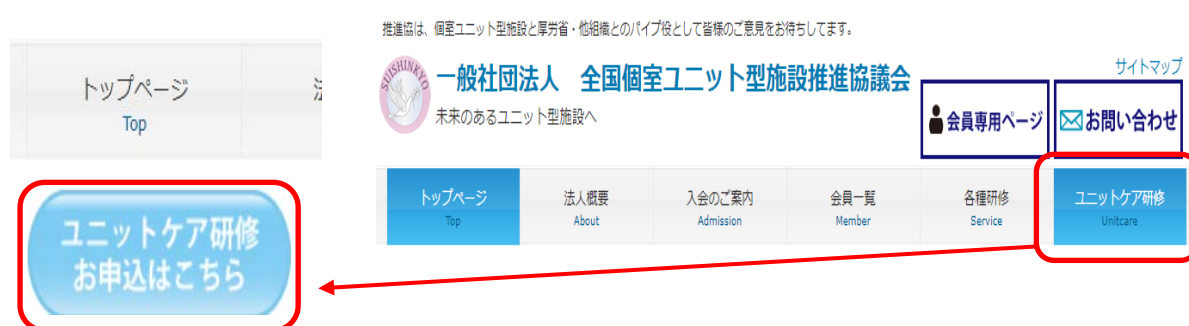 推進協は、個室ユニット型施設と厚労省・他組織とのパイプ役として皆様のご意見をお待ちしてます。
SUISHINKYO
一般社団法人 全国個室ユニット型施設推進協議会
未来のあるユニット型施設へ
サイトマップ
会員専用ページ
お問い合わせ
トップページ
Top
法人概要
About
入会のご案内
Admission
会員一覧
Member
各種研修
Service
ユニットケア研修
Unitcare
トップページ
Top
ユニットケア研修
お申込はこちら